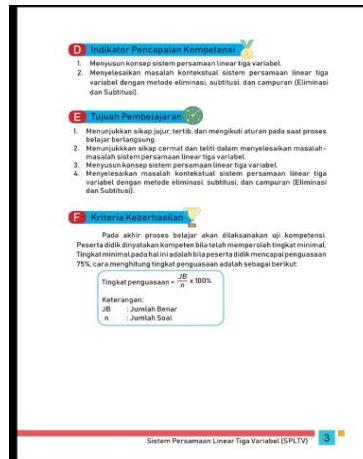 D Indikator Pencapaian Kompetensi
1. Menyusun konsep sistem persamaan linear tiga variabel.
2. Menyelesaikan masalah kontekstual sistem persamaan linear tiga
variabel dengan metode eliminasi, subtitusi, dan campuran (Eliminasi
dan Subtitusi).
E Tujuan Pembelajaran
1. Menunjukkan sikap jujur, tertib, dan mengikuti aturan pada saat proses
belajar berlangsung.
2. Menunjukkkan sikap cermat dan teliti dalam menyelesaikan masalah-
masalah sistem persamaan linear tiga variabel.
3. Menyusun konsep sistem persamaan linear tiga variabel.
4. Menyelesaikan masalah kontekstual sistem persamaan linear tiga
variabel dengan metode eliminasi, subtitusi, dan campuran (Eliminasi
dan Subtitusi).
F Kriteria Keberhasilan
Pada akhir proses belajar akan dilaksanakan uji kompetensi.
Peserta didik dinyatakan kompeten bila telah memperoleh tingkat minimal.
Tingkat minimal pada hal ini adalah bila peserta didik mencapai penguasaan
75%, cara menghitung tingkat penguasaan adalah sebagai berikut:
Tingkat penguasaan = JB/n x 100%
Keterangan:
JB : Jumlah Benar
n : Jumlah Soal
Sistem Persamaan Linear Tiga Variabel (SPLTV) 3